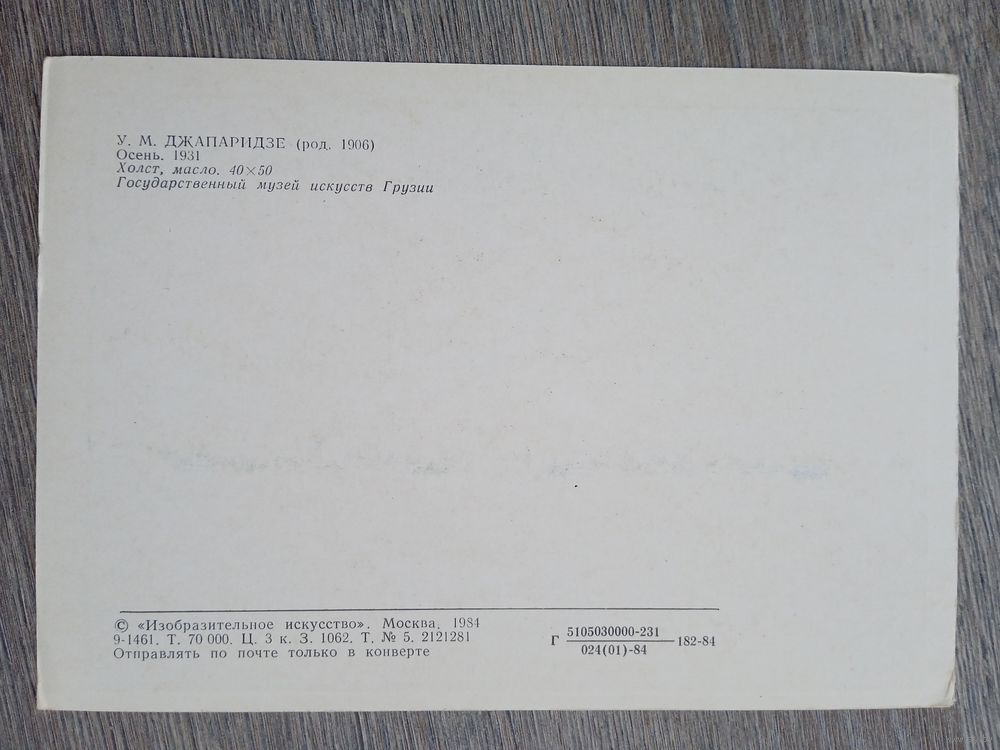 У. М. ДЖАПАРИДЗЕ (род. 1906)
Осень. 1931
Холст, масло. 40×50
Государственный музей искусств Грузии
© «Изобразительное искусство». Москва, 1984
9-1461. Т. 70 000. Ц. 3 к. З. 1062. Т. № 5. 2121281
Отправлять по почте только в конверте
Г 5105030000-231
024(01)-84 182-84